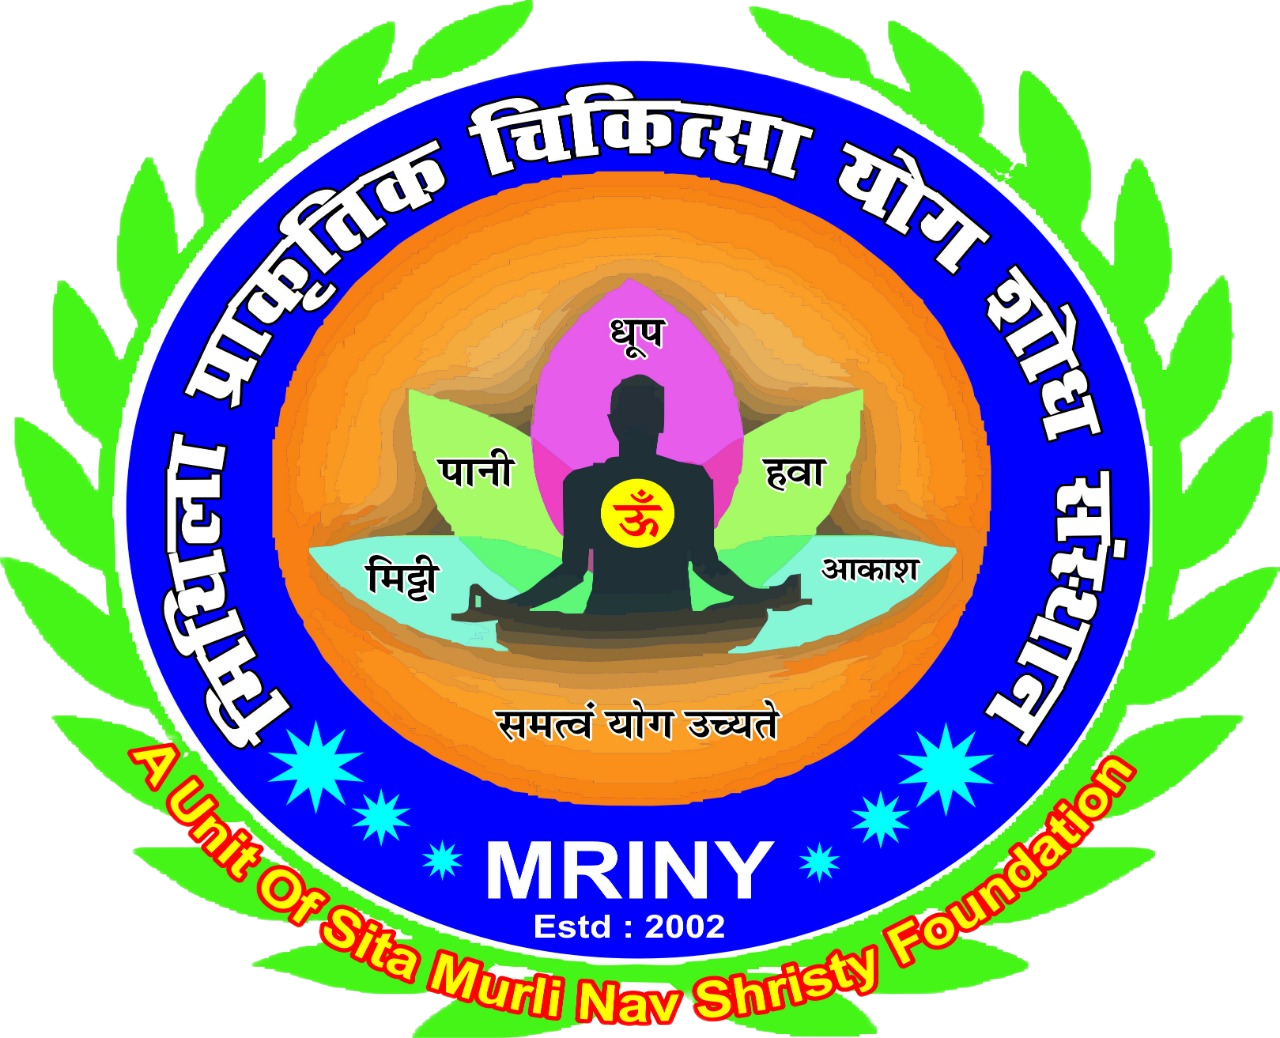 मिथिला प्राकृतिक चिकित्सा योग शोध संस्थान
धूप
पानी
हवा
ॐ
मिट्टी
आकाश
समत्वं योग उच्यते
MRINY
Estd : 2002
A Unit Of Sita Murli Nav Shristy Foundation